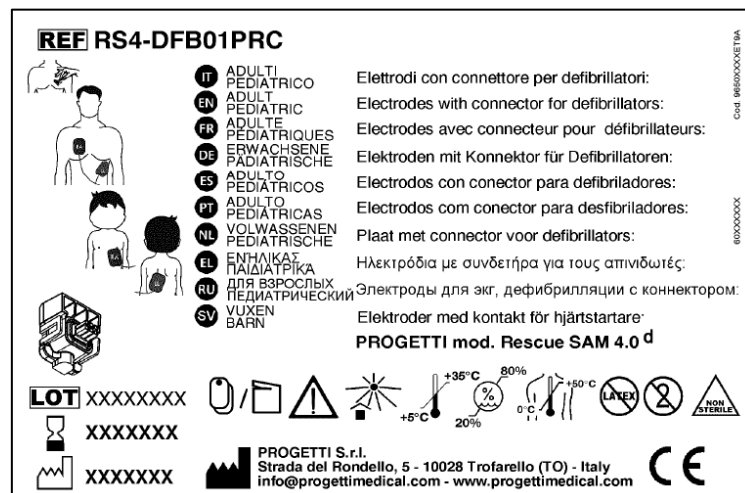 REF RS4-DFB01PRC
IT ADULTI
PEDIATRICO
Elettrodi con connettore per defibrillatori:
EN ADULT
PEDIATRIC
Electrodes with connector for defibrillators:
FR ADULTE
PÉDIATRIQUES
Electrodes avec connecteur pour défibrillateurs:
DE ERWACHSENE
PÄDIATRISCHE
Elektroden mit Konnektor für Defibrillatoren:
ES ADULTO
PEDIÁTRICOS
Electrodos con conector para defibriladores:
PT ADULTO
PEDIÁTRICAS
Electrodos com conector para desfibriladores:
NL VOLWASSENEN
PEDIATRISCHE
Plaat met connector voor defibrillators:
EL ΕΝΉΛΙΚΑΣ
ΠΑΙΔΙΑΤΡΙΚΆ
Ηλεκτρόδια με συνδετήρα για τους απινιδωτές:
RU ДЛЯ ВЗРОСЛЫХ
ПЕДИАТРИЧЕСКИЙ
Электроды для экг, дефибрилляции с коннектором:
SV VUXEN
BARN
Elektroder med kontakt för hjärtstartare
PROGETTI mod. Rescue SAM 4.0 d
Cod. 9650XXXXET9A
60XXXXXX
LOT XXXXXXXX
XXXXXXX
XXXXXXX
+5°C +35°C
20% 80%
0°C +50°C
LATEX
2
NON
STERILE
PROGETTI S.r.l.
Strada del Rondello, 5 - 10028 Trofarello (TO) - Italy
info@progettimedical.com - www.progettimedical.com
CE